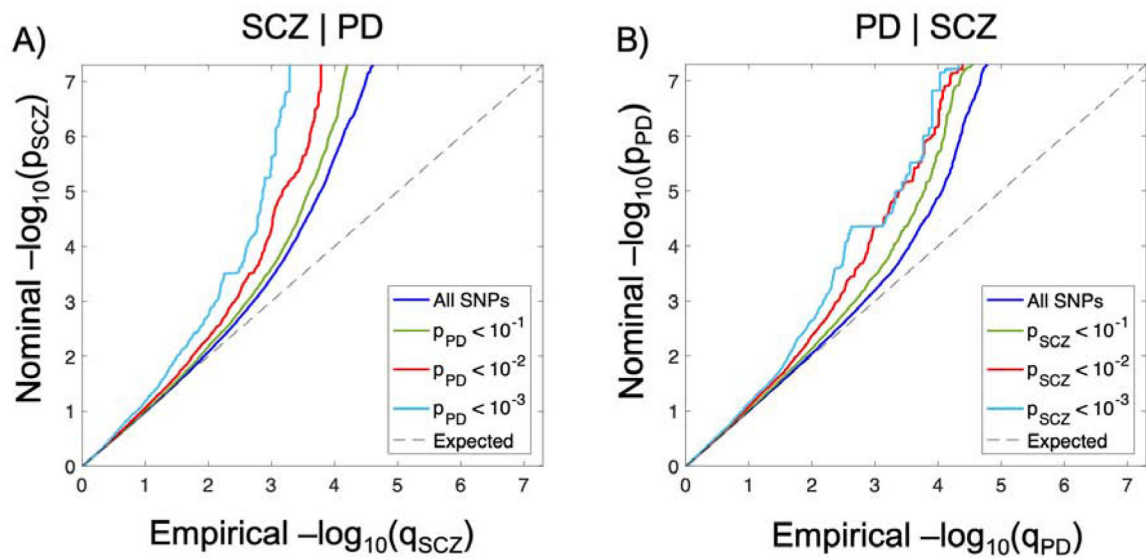 A)
SCZ | PD
Nominal –log10(pSCZ)
7
6
5
4
3
2
1
0
0 1 2 3 4 5 6 7
Empirical –log10(qSCZ)
All SNPs
pPD < 10-1
pPD < 10-2
pPD < 10-3
Expected
B)
PD | SCZ
Nominal –log10(pPD)
7
6
5
4
3
2
1
0
0 1 2 3 4 5 6 7
Empirical –log10(qPD)
All SNPs
pSCZ < 10-1
pSCZ < 10-2
pSCZ < 10-3
Expected